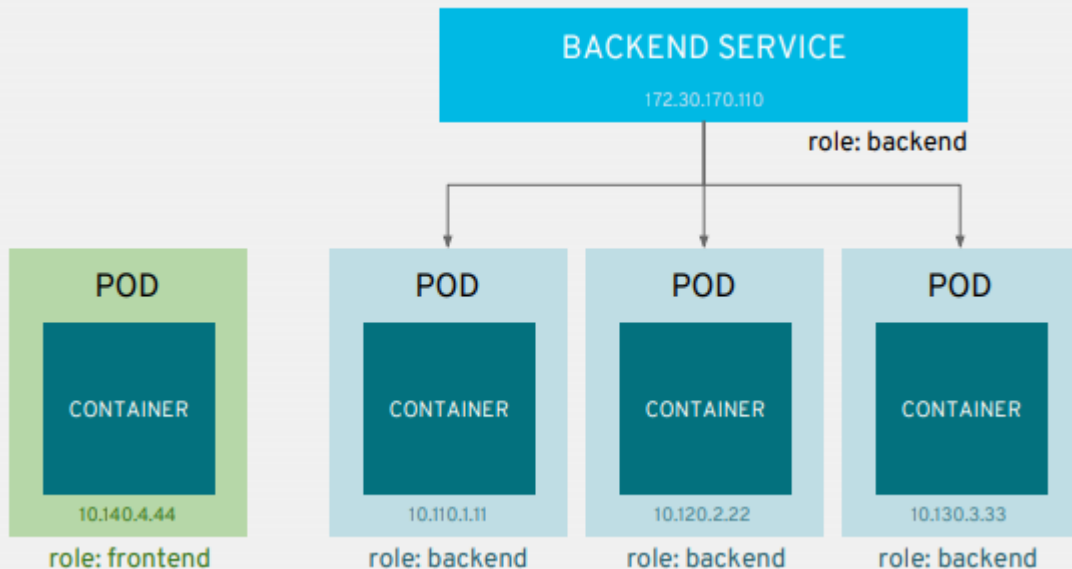 BACKEND SERVICE
172.30.170.110
role: backend
POD
POD
POD
POD
CONTAINER
CONTAINER
CONTAINER
CONTAINER
10.140.4.44
10.110.1.11
10.120.2.22
10.130.3.33
role: frontend
role: backend
role: backend
role: backend